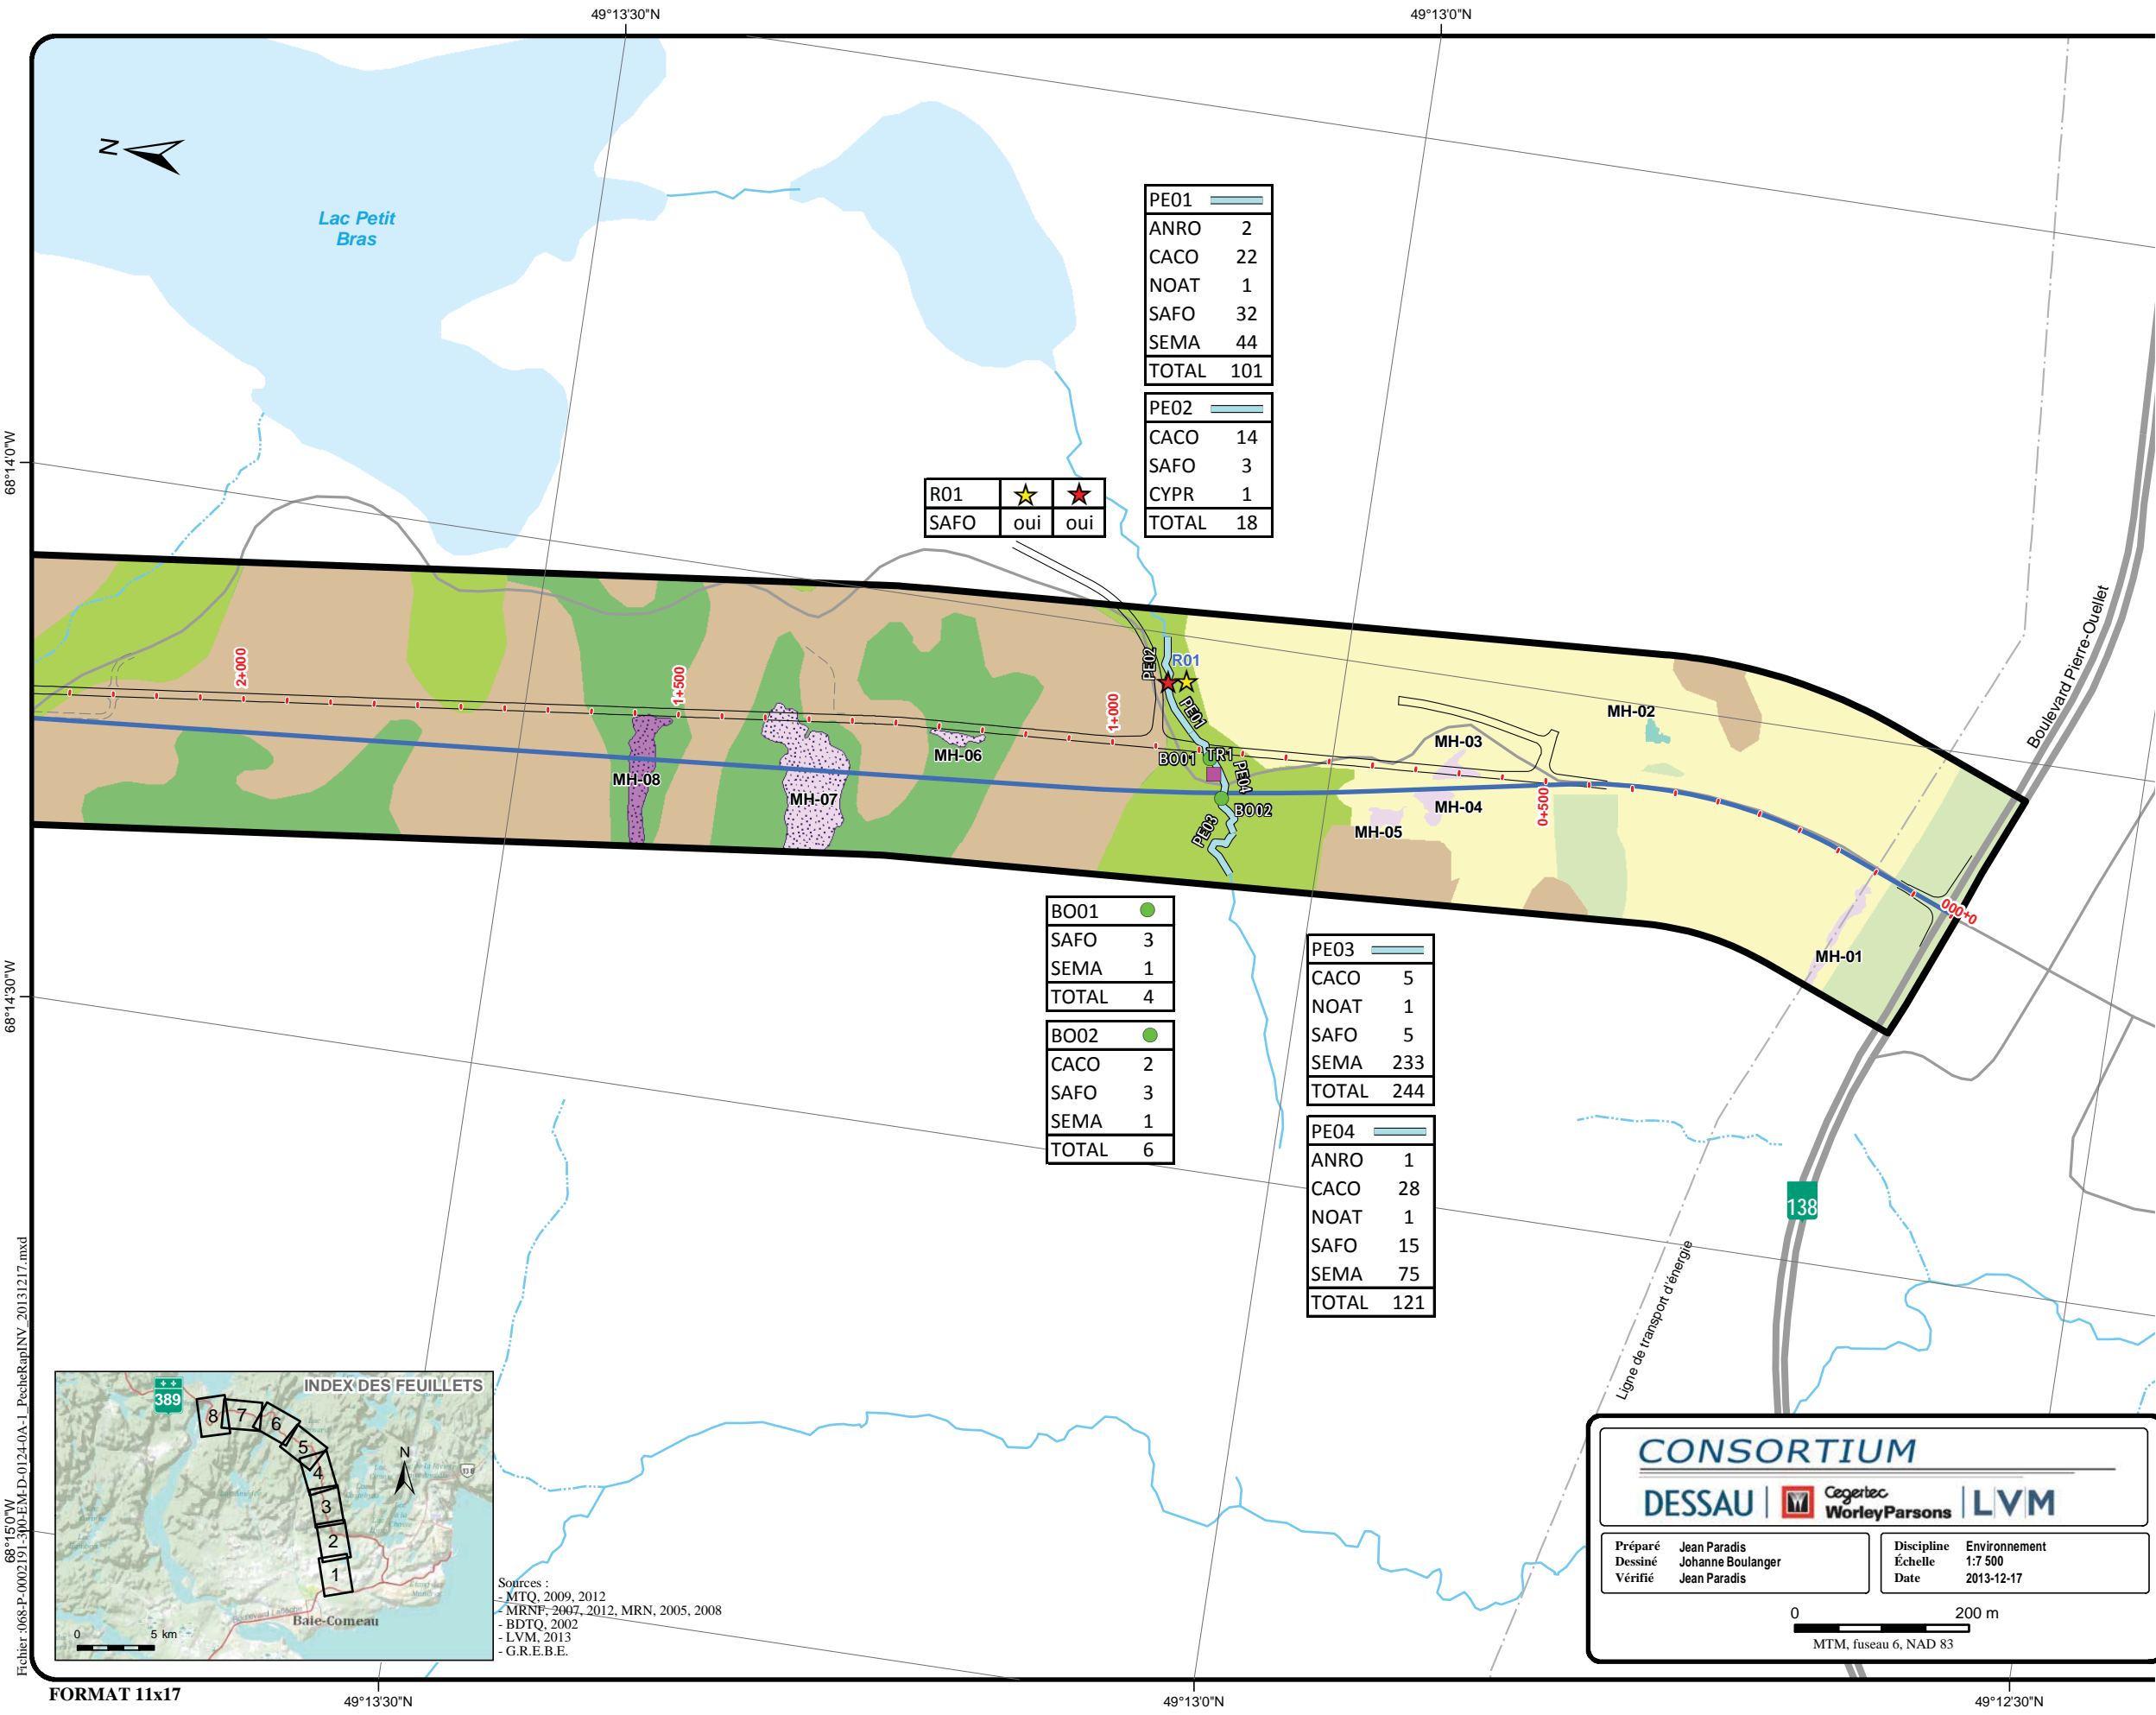 49°13'30"N
49°13'0"N
N
Lac Petit
Bras
PE01
ANRO 2
CACO 22
NOAT 1
SAFO 32
SEMA 44
TOTAL 101
PE02
CACO 14
SAFO 3
CYPR 1
TOTAL 18
R01
SAFO oui oui
68°14'0"W
68°14'30"W
68°15'0"W
Boulevard Pierre-Ouellet
2+000
1+500
1+000
0+500
0+000
PE02
R01
PE01
BO01
TR1
PE04
BO02
PE03
MH-08
MH-07
MH-06
MH-05
MH-04
MH-03
MH-02
MH-01
BO01
SAFO 3
SEMA 1
TOTAL 4
BO02
CACO 2
SAFO 3
SEMA 1
TOTAL 6
PE03
CACO 5
NOAT 1
SAFO 5
SEMA 233
TOTAL 244
PE04
ANRO 1
CACO 28
NOAT 1
SAFO 15
SEMA 75
TOTAL 121
138
Ligne de transport d'énergie
INDEX DES FEUILLETS
389
8
7
6
5
4
3
2
1
N
Baie-Comeau
0 5 km
Sources :
- MTQ, 2009, 2012
- MRNF, 2007, 2012, MRN, 2005, 2008
- BDTQ, 2002
- LVM, 2013
- G.R.E.B.E.
CONSORTIUM
DESSAU | Cegertec WorleyParsons | LVM
Préparé Jean Paradis
Dessiné Johanne Boulanger
Vérifié Jean Paradis
Discipline Environnement
Échelle 1:7 500
Date 2013-12-17
0 200 m
MTM, fuseau 6, NAD 83
Fichier :068-P-0002191-300-EM-D-0124-0A-1_PecheRapINV_20131217.mxd
FORMAT 11x17
49°13'30"N
49°13'0"N
49°12'30"N